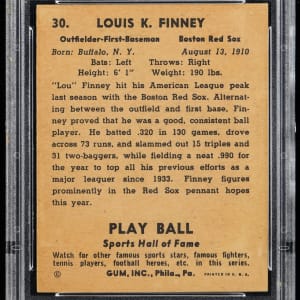 30. LOUIS K. FINNEY
Outfielder-First-Baseman Boston Red Sox
Born: Buffalo, N. Y. August 13, 1910
Bats: Left Throws: Right
Height: 6' 1" Weight: 190 lbs.
"Lou" Finney hit his American League peak
last season with the Boston Red Sox. Alternat-
ing between the outfield and first base, Fin-
ney proved that he was a good, consistent ball
player. He batted .320 in 130 games, drove
across 73 runs, and slammed out 15 triples and
31 two-baggers, while fielding a neat .990 for
the year to top all his previous efforts as a
major leaguer since 1933. Finney figures
prominently in the Red Sox pennant hopes
this year.
PLAY BALL
Sports Hall of Fame
Watch for other famous sports stars, famous fighters,
tennis players, football heroes, etc. in this series.
© GUM, INC., Phila., Pa. PRINTED IN U. S. A.